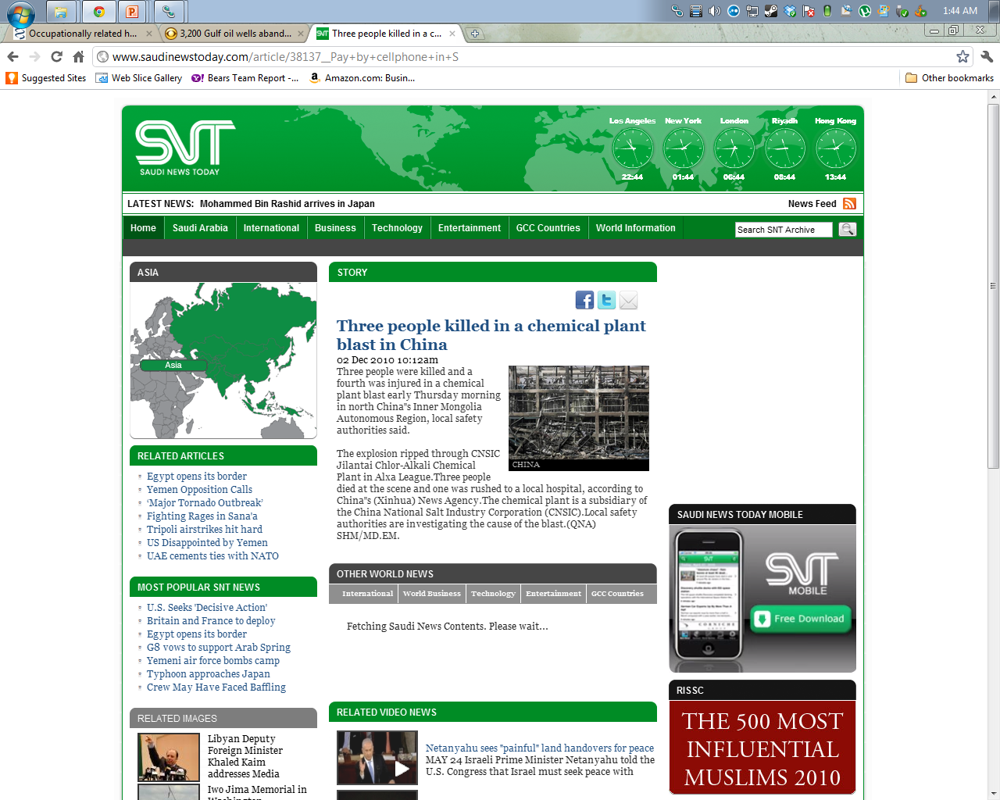 1:44 AM
Occupationally related h...
3,200 Gulf oil wells aband...
Three people killed in a c...
www.saudinewstoday.com/article/38137__Pay+by+cellphone+in+S
Suggested Sites
Web Slice Gallery
Bears Team Report -...
Amazon.com: Busin...
Other bookmarks
SNT
SAUDI NEWS TODAY
Los Angeles New York London Riyadh Hong Kong
22:44 01:44 06:44 08:44 13:44
LATEST NEWS: Mohammed Bin Rashid arrives in Japan
News Feed
Home Saudi Arabia International Business Technology Entertainment GCC Countries World Information
Search SNT Archive
ASIA
Asia
RELATED ARTICLES
Egypt opens its border
Yemen Opposition Calls
‘Major Tornado Outbreak’
Fighting Rages in Sana'a
Tripoli airstrikes hit hard
US Disappointed by Yemen
UAE cements ties with NATO
MOST POPULAR SNT NEWS
U.S. Seeks 'Decisive Action'
Britain and France to deploy
Egypt opens its border
G8 vows to support Arab Spring
Yemeni air force bombs camp
Typhoon approaches Japan
Crew May Have Faced Baffling
RELATED IMAGES
Libyan Deputy
Foreign Minister
Khaled Kaim
addresses Media
Iwo Jima Memorial in
Washington
STORY
Three people killed in a chemical plant
blast in China
02 Dec 2010 10:12am
Three people were killed and a
fourth was injured in a chemical
plant blast early Thursday morning
in north China"s Inner Mongolia
Autonomous Region, local safety
authorities said.
The explosion ripped through CNSIC
Jilantai Chlor-Alkali Chemical
Plant in Alxa League.Three people
died at the scene and one was rushed to a local hospital, according to
China"s (Xinhua) News Agency.The chemical plant is a subsidiary of
the China National Salt Industry Corporation (CNSIC).Local safety
authorities are investigating the cause of the blast.(QNA)
SHM/MD.EM.
CHINA
OTHER WORLD NEWS
International World Business Technology Entertainment GCC Countries
Fetching Saudi News Contents. Please wait...
RELATED VIDEO NEWS
Netanyahu sees "painful" land handovers for peace
MAY 24 Israeli Prime Minister Netanyahu told the
U.S. Congress that Israel must seek peace with
SAUDI NEWS TODAY MOBILE
SNT
MOBILE
Free Download
RISSC
THE 500 MOST
INFLUENTIAL
MUSLIMS 2010